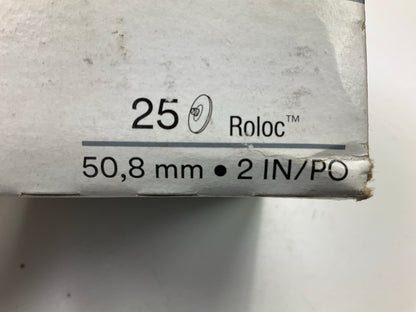 25 Roloc™
50,8 mm • 2 IN/PO